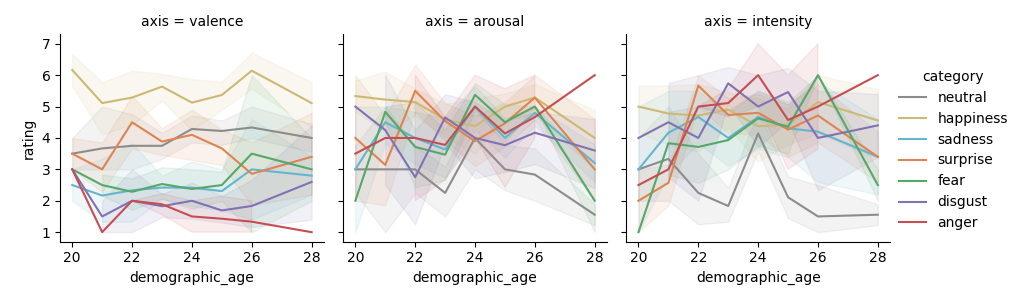 axis = valence
axis = arousal
axis = intensity
7
6
5
4
3
2
1
rating
20 22 24 26 28
20 22 24 26 28
20 22 24 26 28
demographic_age
demographic_age
demographic_age
category
neutral
happiness
sadness
surprise
fear
disgust
anger